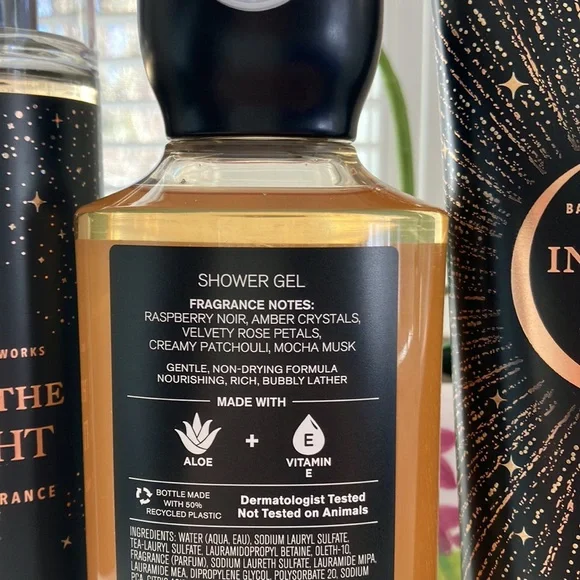 SHOWER GEL
FRAGRANCE NOTES:
RASPBERRY NOIR, AMBER CRYSTALS,
VELVETY ROSE PETALS,
CREAMY PATCHOULI, MOCHA MUSK
GENTLE, NON-DRYING FORMULA
NOURISHING, RICH, BUBBLY LATHER
MADE WITH
ALOE
+
E
VITAMIN
E
BOTTLE MADE
WITH 50%
RECYCLED PLASTIC
Dermatologist Tested
Not Tested on Animals
INGREDIENTS: WATER (AQUA, EAU), SODIUM LAURYL SULFATE,
TEA-LAURYL SULFATE, LAURAMIDOPROPYL BETAINE, OLETH-10,
FRAGRANCE (PARFUM), SODIUM LAURETH SULFATE, LAURAMIDE MIPA,
LAURAMIDE MEA, DIPROPYLENE GLYCOL, POLYSORBATE 20, SODIUM
WORKS
THE
HT
RANCE
BA
IN